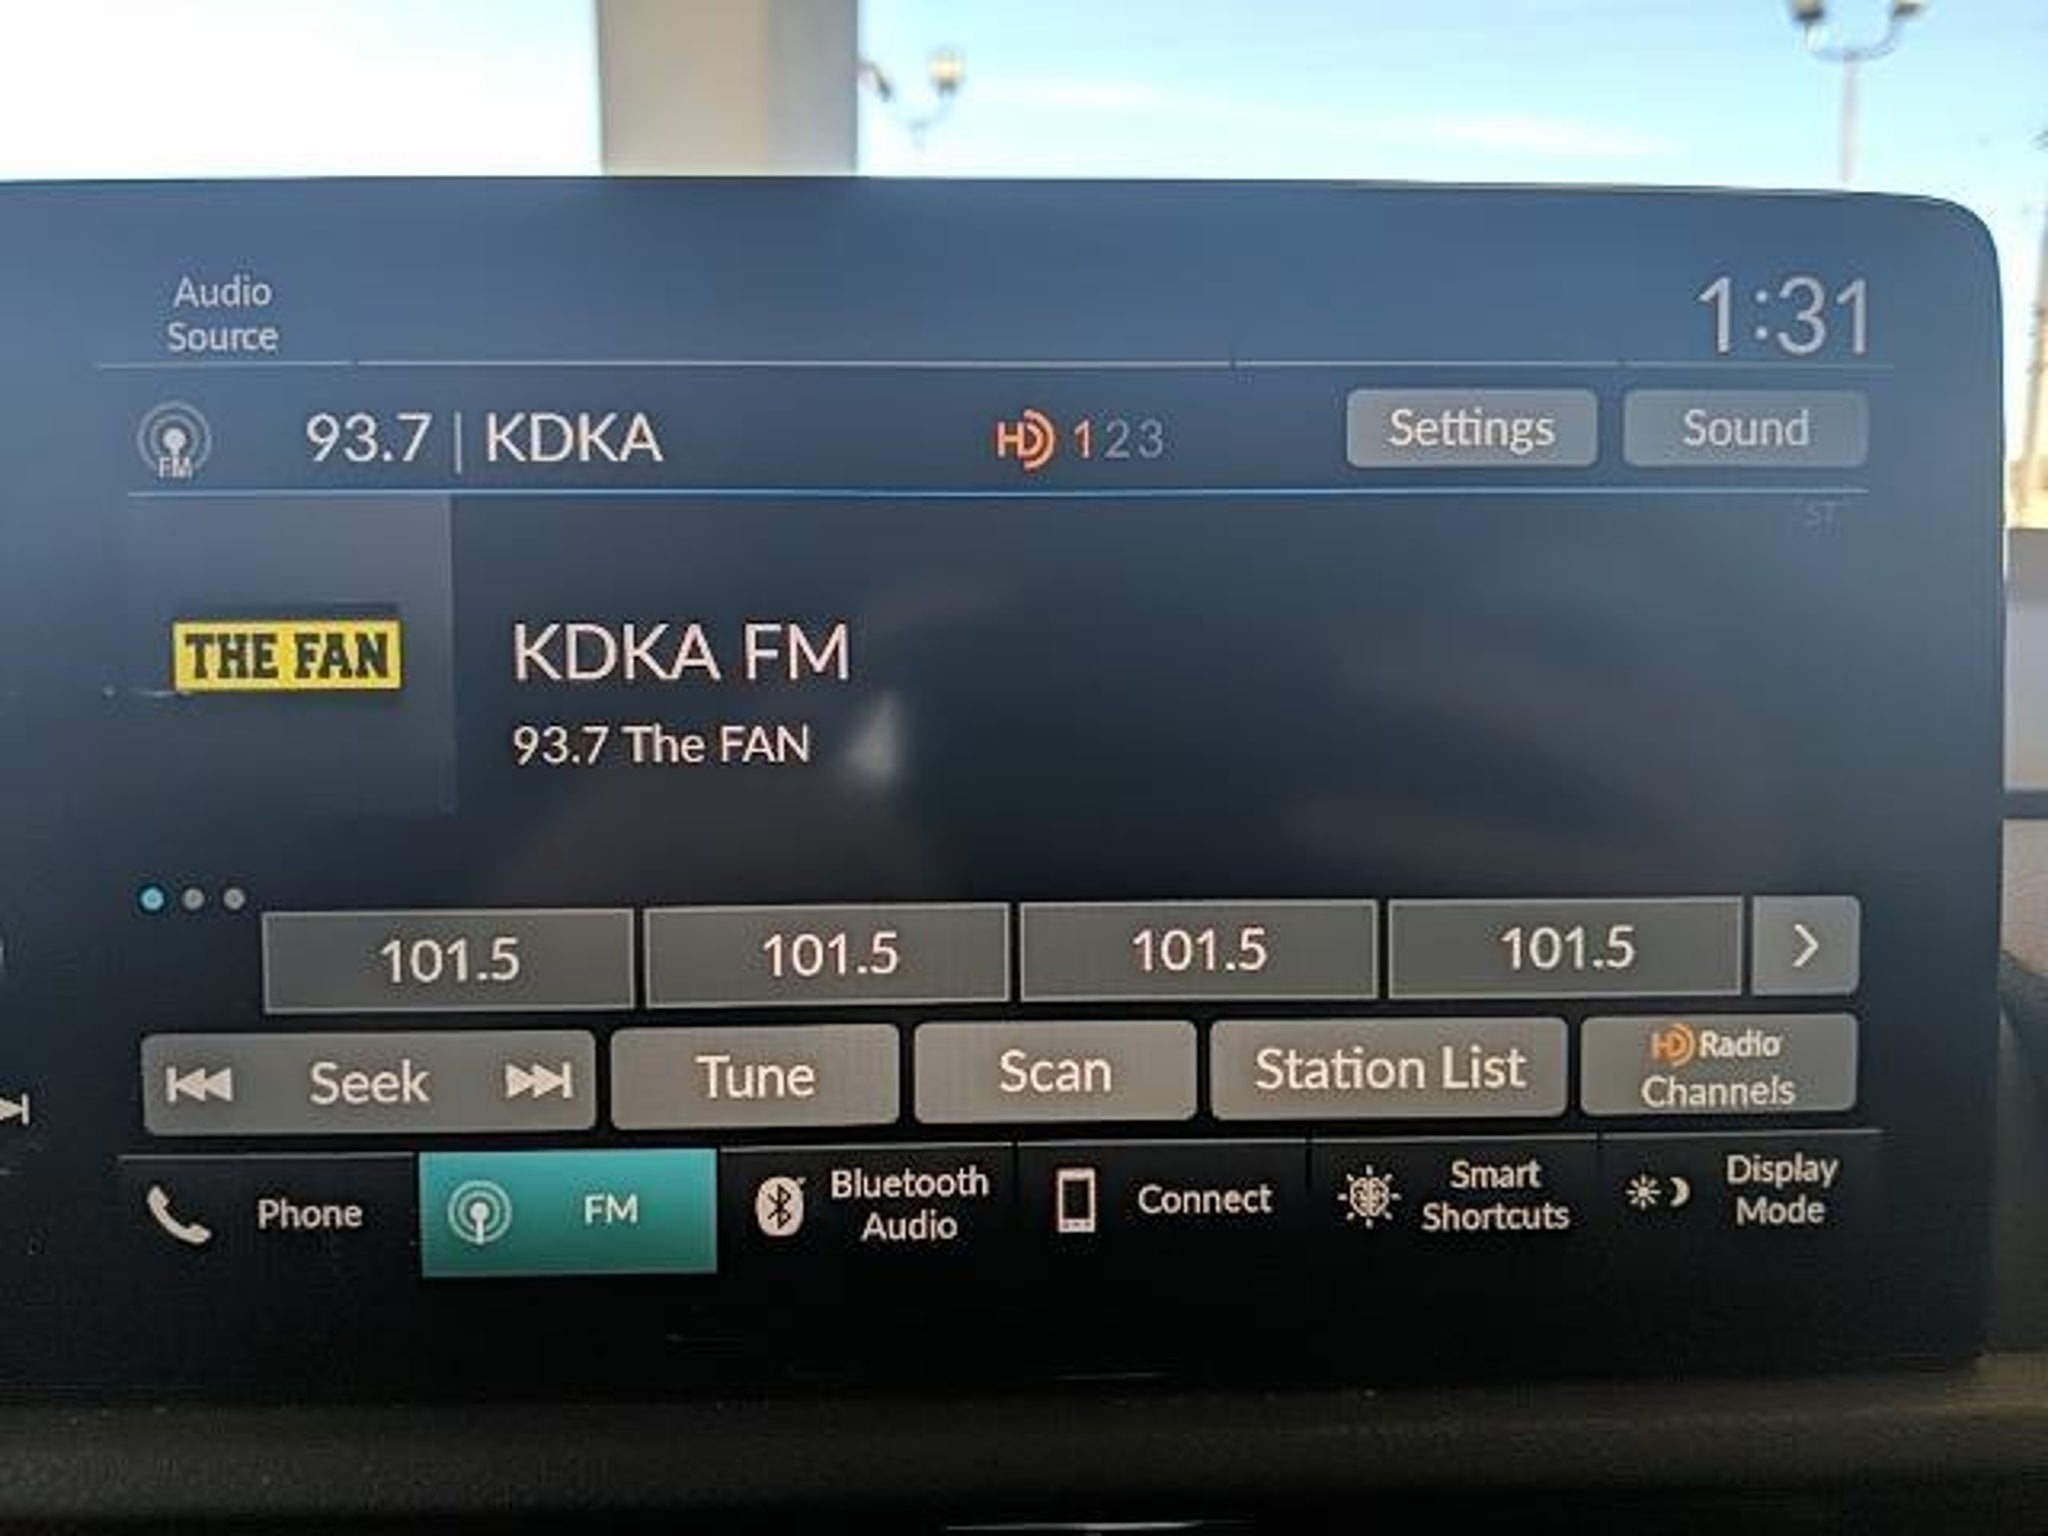 Audio
Source
1:31
FM
93.7 | KDKA
HD 1 2 3
Settings
Sound
ST
THE FAN
KDKA FM
93.7 The FAN
101.5
101.5
101.5
101.5
Seek
Tune
Scan
Station List
HD Radio
Channels
Phone
FM
Bluetooth
Audio
Connect
Smart
Shortcuts
Display
Mode